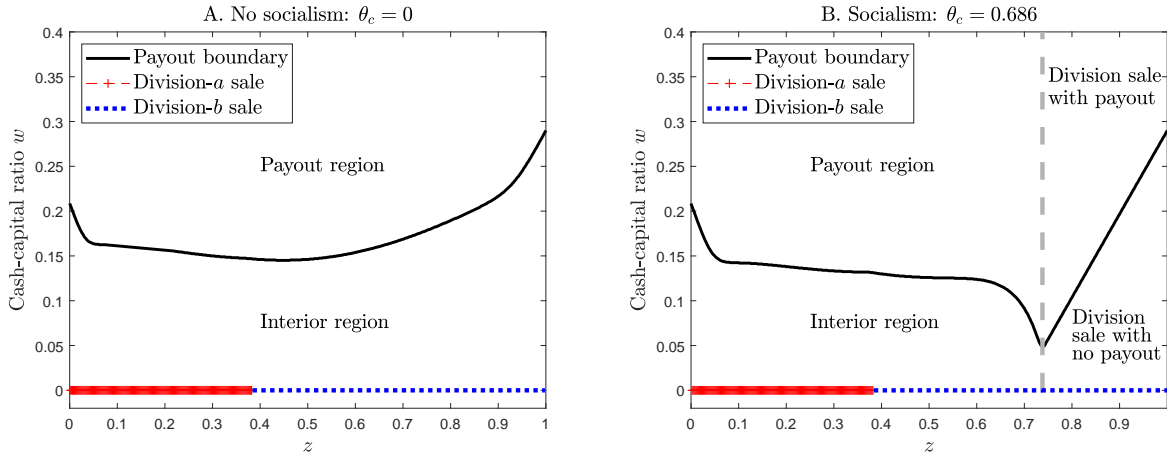 A. No socialism: θc = 0
0.4
0.35
0.3
0.25
0.2
0.15
0.1
0.05
0
Cash-capital ratio w
Payout boundary
Division-a sale
Division-b sale
Payout region
Interior region
0 0.1 0.2 0.3 0.4 0.5 0.6 0.7 0.8 0.9 1
z
B. Socialism: θc = 0.686
0.4
0.35
0.3
0.25
0.2
0.15
0.1
0.05
0
Cash-capital ratio w
Payout boundary
Division-a sale
Division-b sale
Division sale
with payout
Payout region
Interior region
Division
sale with
no payout
0 0.1 0.2 0.3 0.4 0.5 0.6 0.7 0.8 0.9
z